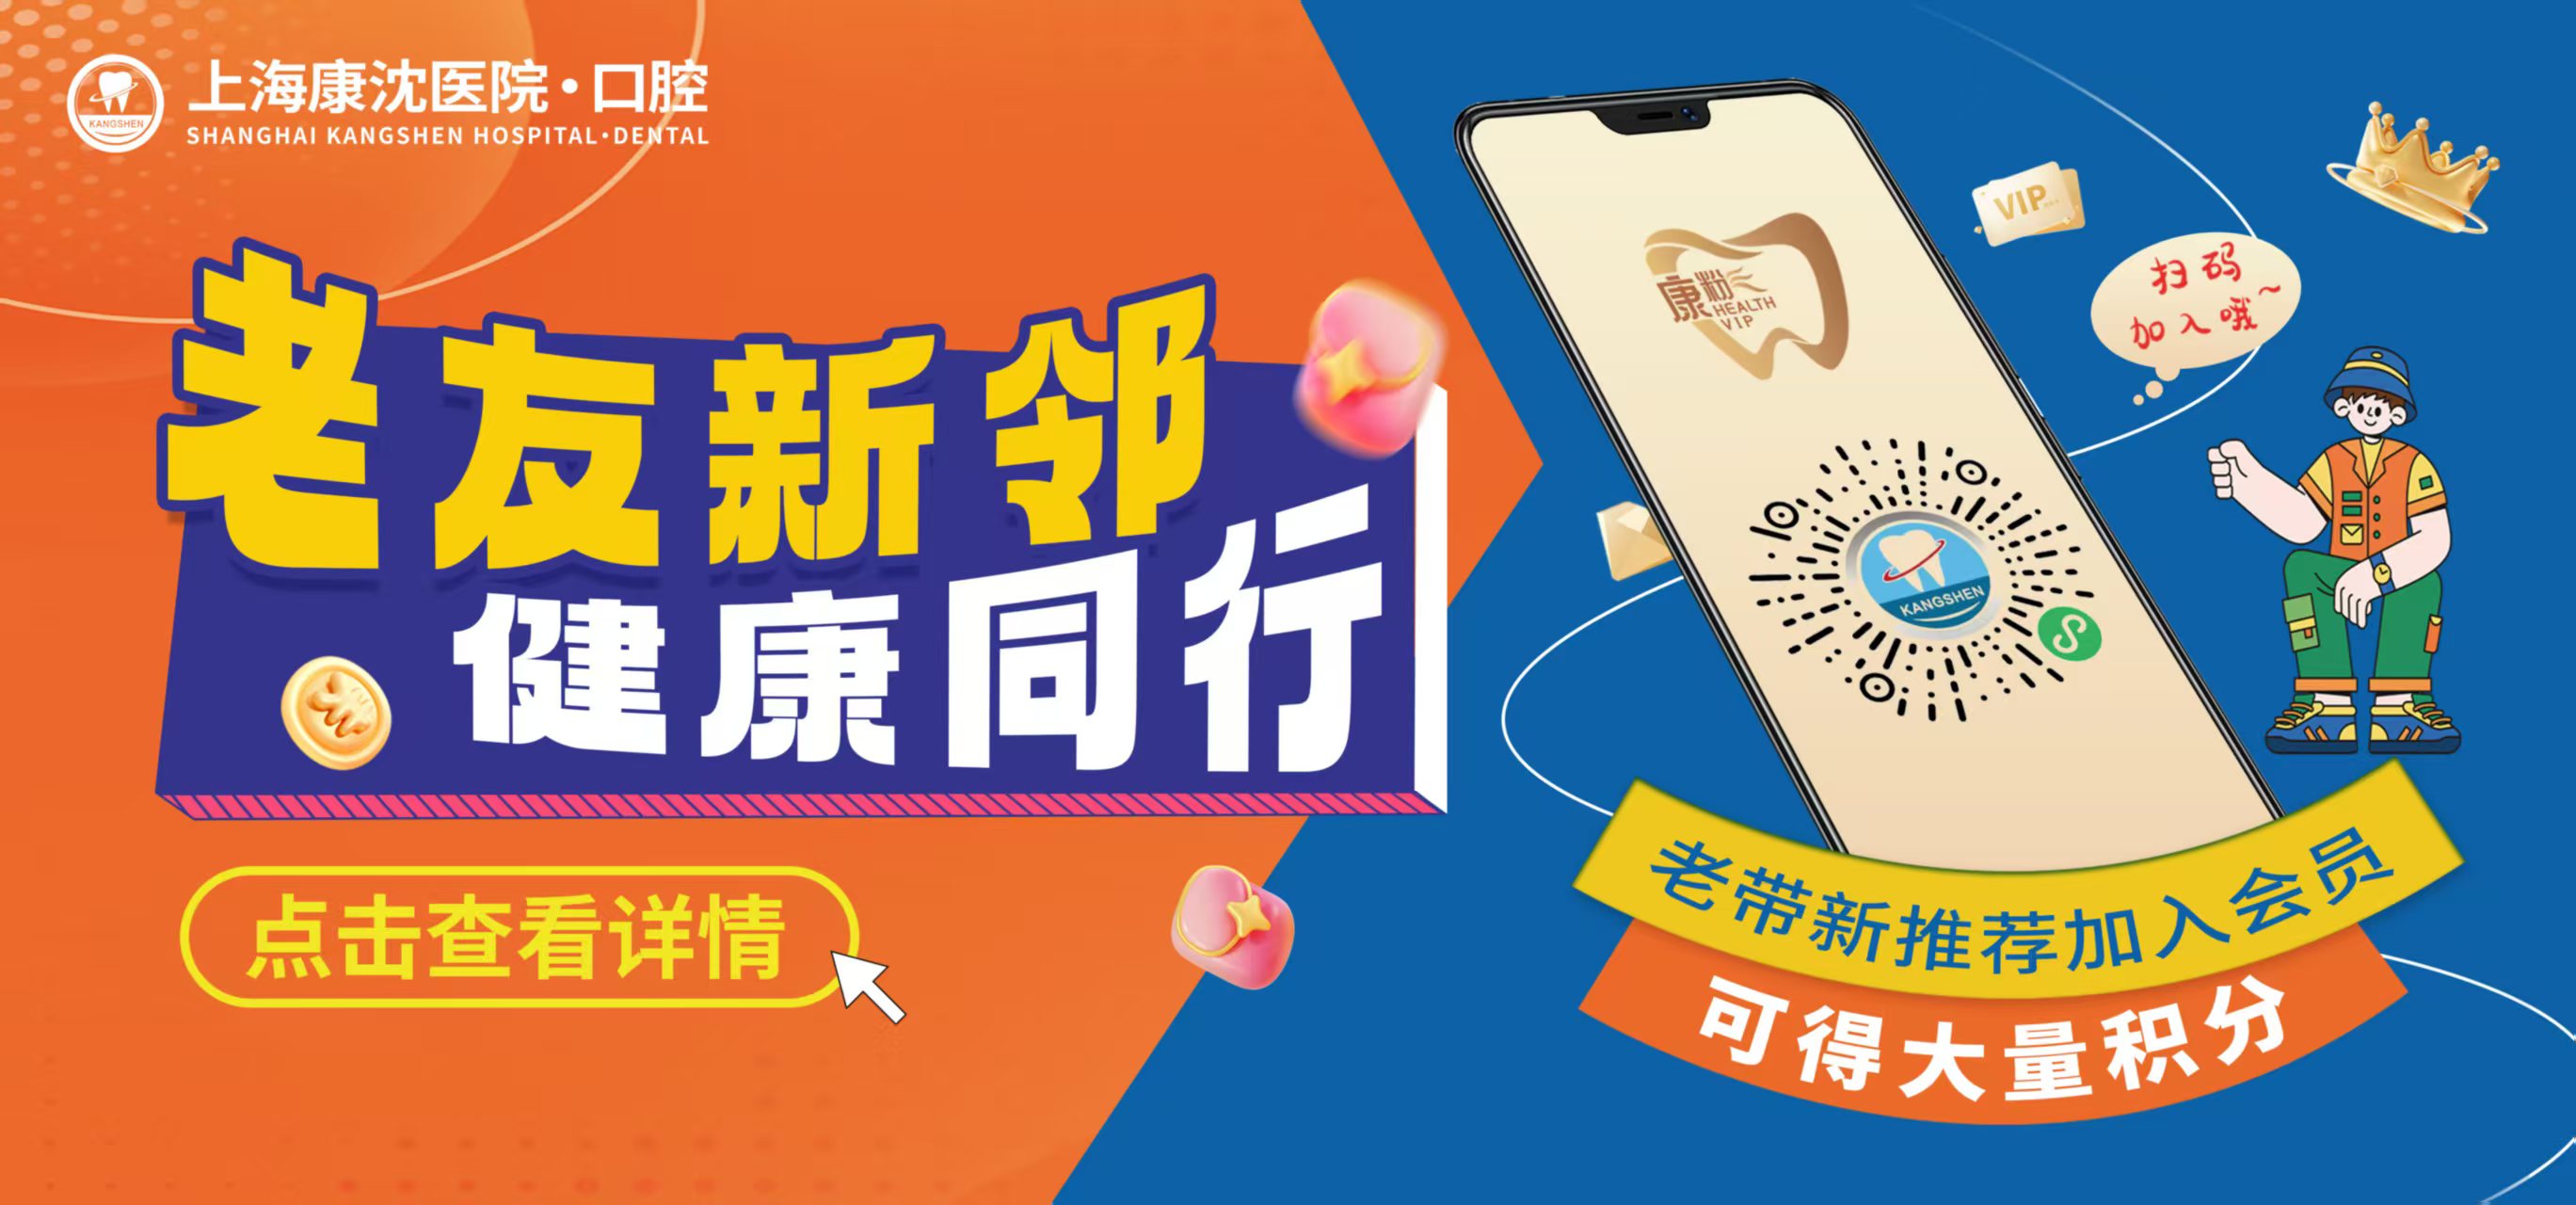 上海康沈医院·口腔
SHANGHAI KANGSHEN HOSPITAL·DENTAL
KANGSHEN
老友新邻
健康同行
点击查看详情
康粉
HEALTH
VIP
KANGSHEN
VIP
扫码
加入哦~
老带新推荐加入会员
可得大量积分